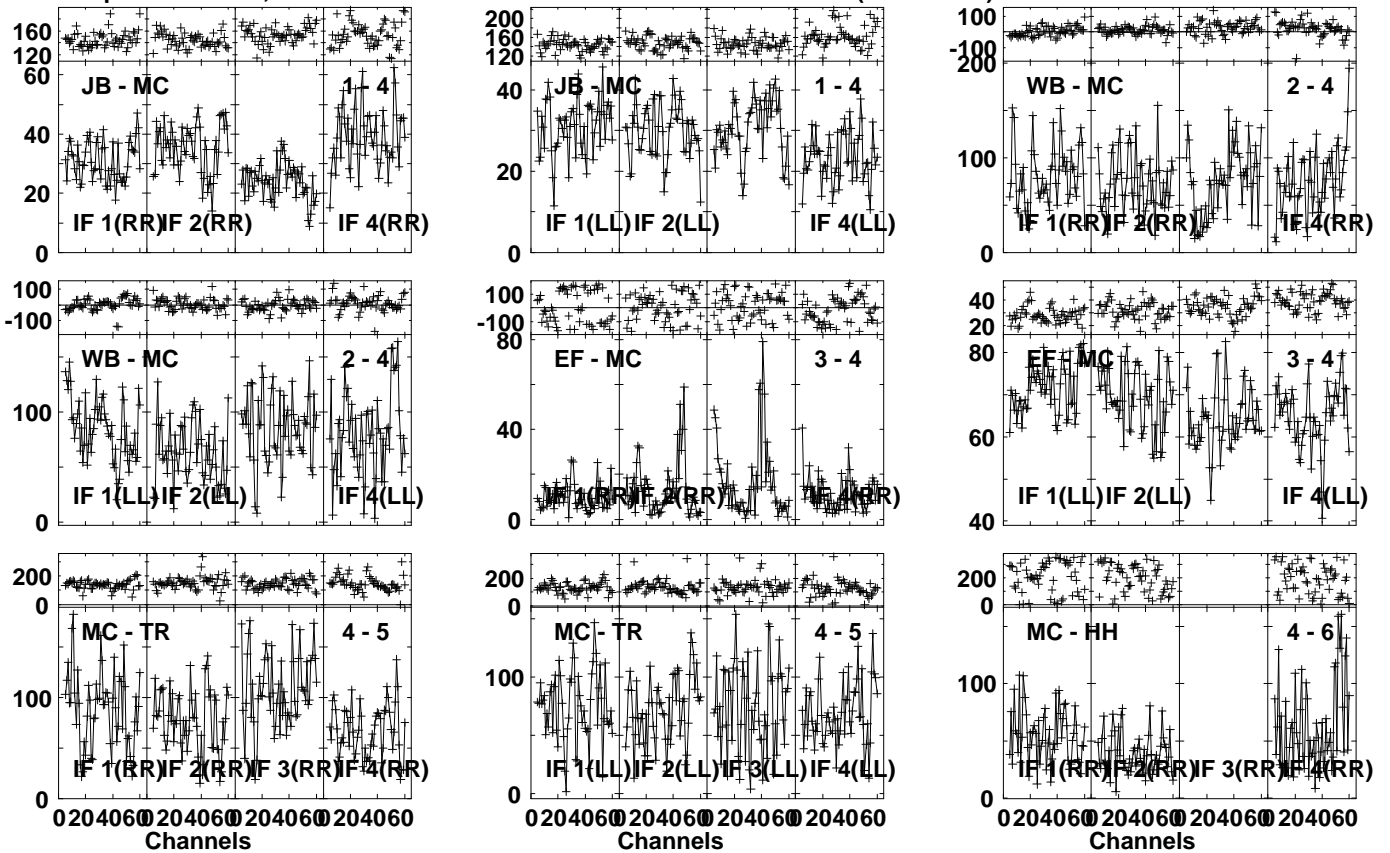 160
120
60
40
20
0
JB - MC 1 - 4
IF 1(RR) IF 2(RR) IF 4(RR)
200
160
120
40
20
0
JB - MC 1 - 4
IF 1(LL) IF 2(LL) IF 4(LL)
100
-100
200
100
0
WB - MC 2 - 4
IF 1(RR) IF 2(RR) IF 4(RR)
100
-100
100
0
WB - MC 2 - 4
IF 1(LL) IF 2(LL) IF 4(LL)
100
-100
80
40
0
EF - MC 3 - 4
IF 1(RR) IF 2(RR) IF 4(RR)
40
20
80
60
40
EF - MC 3 - 4
IF 1(LL) IF 2(LL) IF 4(LL)
200
0
100
0
MC - TR 4 - 5
IF 1(RR) IF 2(RR) IF 3(RR) IF 4(RR)
0 20 40 60 0 20 40 60 0 20 40 60 0 20 40 60
Channels
200
0
100
0
MC - TR 4 - 5
IF 1(LL) IF 2(LL) IF 3(LL) IF 4(LL)
0 20 40 60 0 20 40 60 0 20 40 60 0 20 40 60
Channels
200
0
100
0
MC - HH 4 - 6
IF 1(RR) IF 2(RR) IF 3(RR) IF 4(RR)
0 20 40 60 0 20 40 60 0 20 40 60 0 20 40 60
Channels